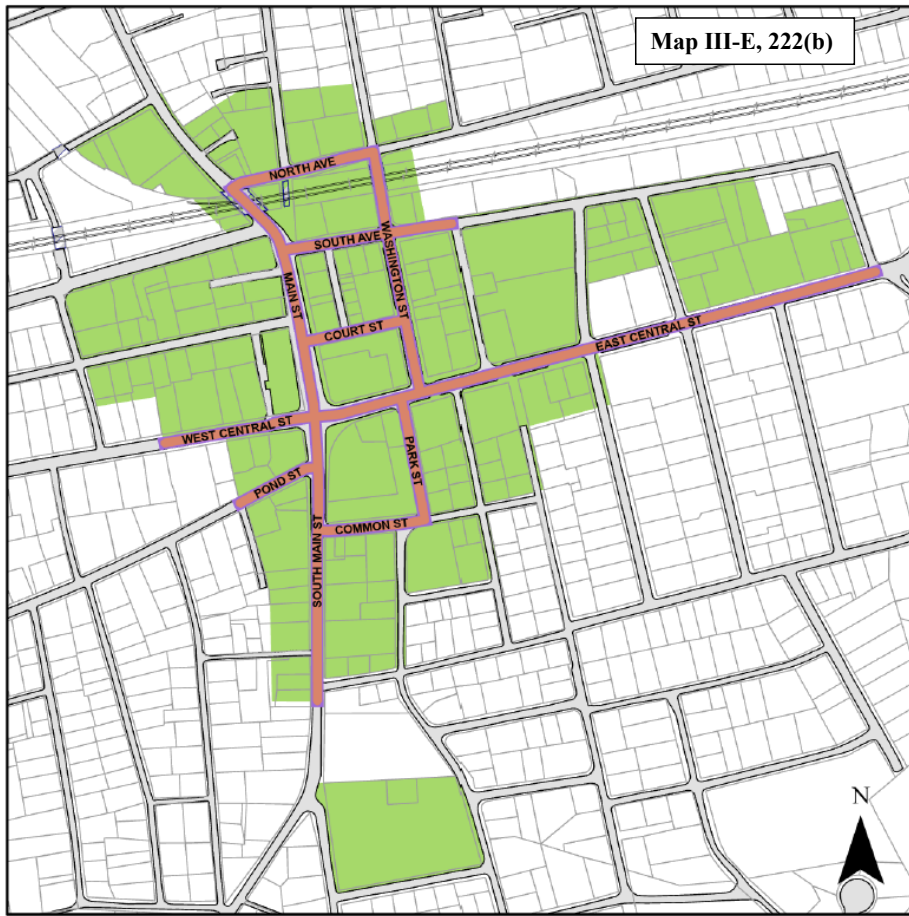 Map III-E, 222(b)
NORTH AVE
SOUTH AVE
WASHINGTON ST
MAIN ST
COURT ST
EAST CENTRAL ST
WEST CENTRAL ST
PARK ST
POND ST
COMMON ST
SOUTH MAIN ST
N